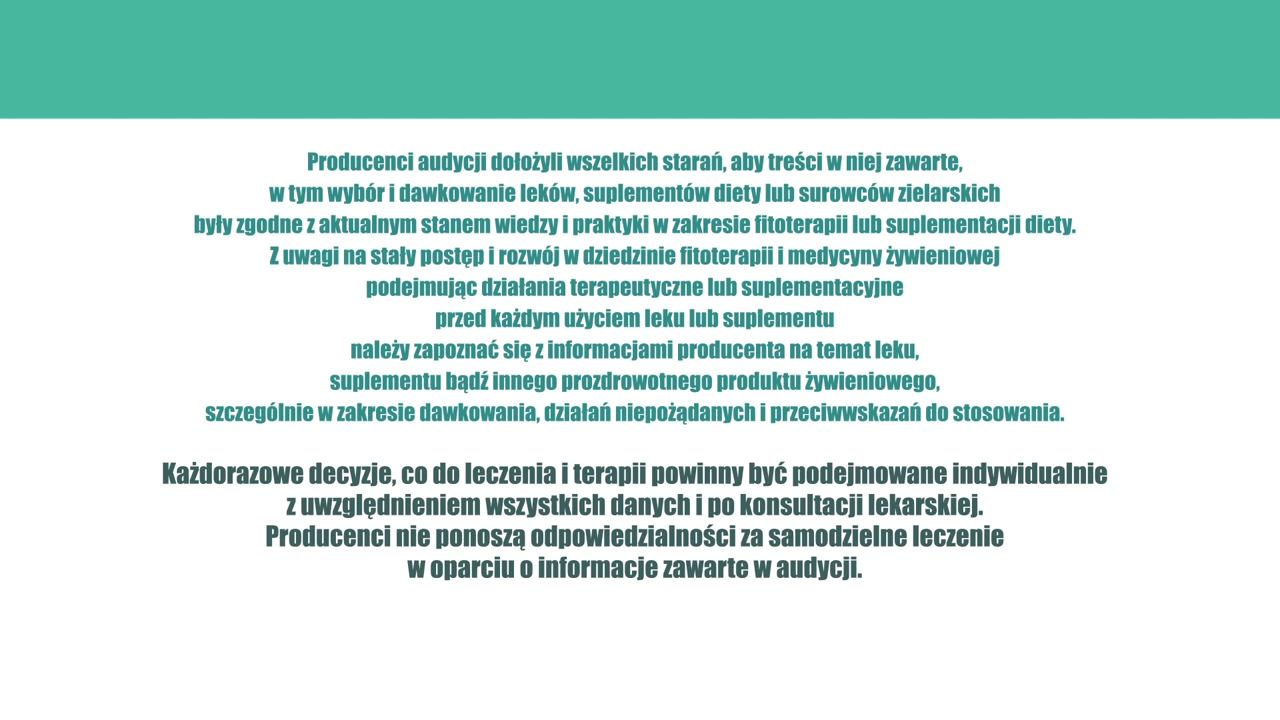 Producenci audycji dołożyli wszelkich starań, aby treści w niej zawarte,
w tym wybór i dawkowanie leków, suplementów diety lub surowców zielarskich
były zgodne z aktualnym stanem wiedzy i praktyki w zakresie fitoterapii lub suplementacji diety.
Z uwagi na stały postęp i rozwój w dziedzinie fitoterapii i medycyny żywieniowej
podejmując działania terapeutyczne lub suplementacyjne
przed każdym użyciem leku lub suplementu
należy zapoznać się z informacjami producenta na temat leku,
suplementu bądź innego prozdrowotnego produktu żywieniowego,
szczególnie w zakresie dawkowania, działań niepożądanych i przeciwwskazań do stosowania.
Każdorazowe decyzje, co do leczenia i terapii powinny być podejmowane indywidualnie
z uwzględnieniem wszystkich danych i po konsultacji lekarskiej.
Producenci nie ponoszą odpowiedzialności za samodzielne leczenie
w oparciu o informacje zawarte w audycji.